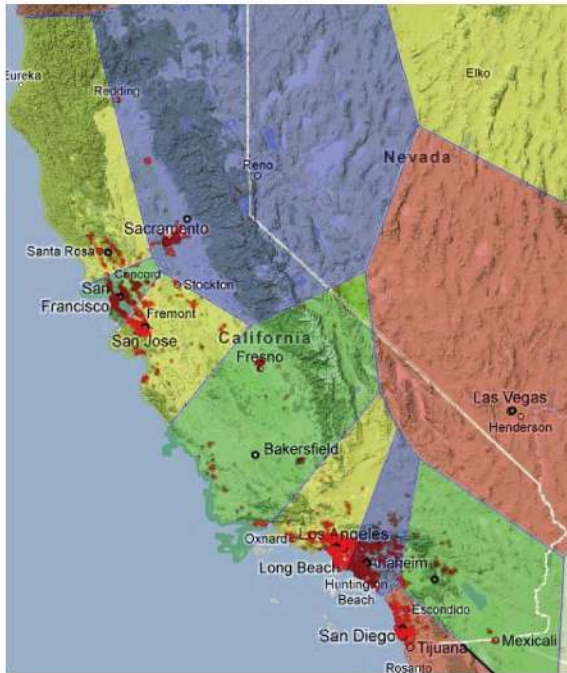 Eureka
Elko
Redding
Nevada
Reno
Sacramento
Santa Rosa
Concord
San
Francisco
Stockton
Fremont
San Jose
California
Fresno
Las Vegas
Henderson
Bakersfield
Oxnard
Los Angeles
Long Beach
Anaheim
Huntington
Beach
Escondido
San Diego
Tijuana
Mexicali
Rosarito